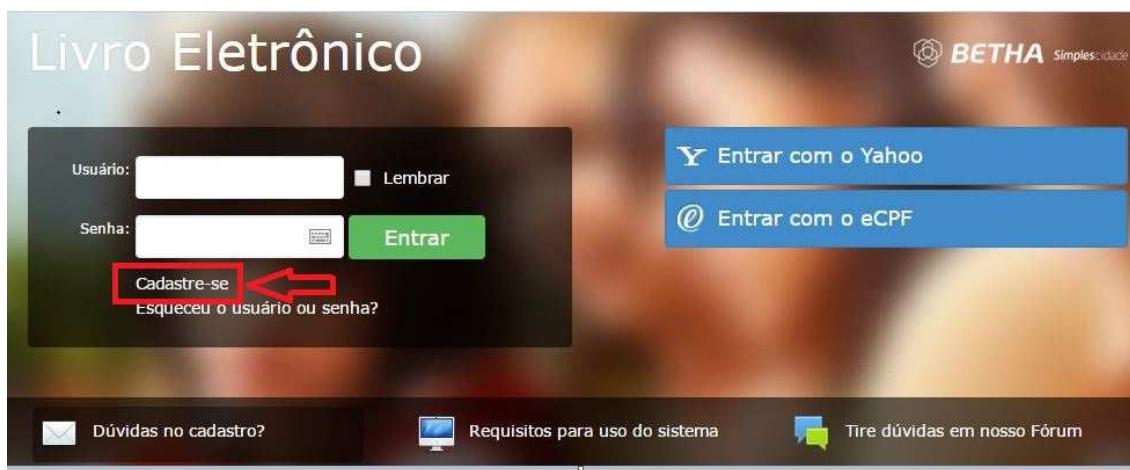 Livro Eletrônico
BETHA Simplescidade
Usuário:
Lembrar
Senha:
Entrar
Cadastre-se
Esqueceu o usuário ou senha?
Entrar com o Yahoo
Entrar com o eCPF
Dúvidas no cadastro?
Requisitos para uso do sistema
Tire dúvidas em nosso Fórum